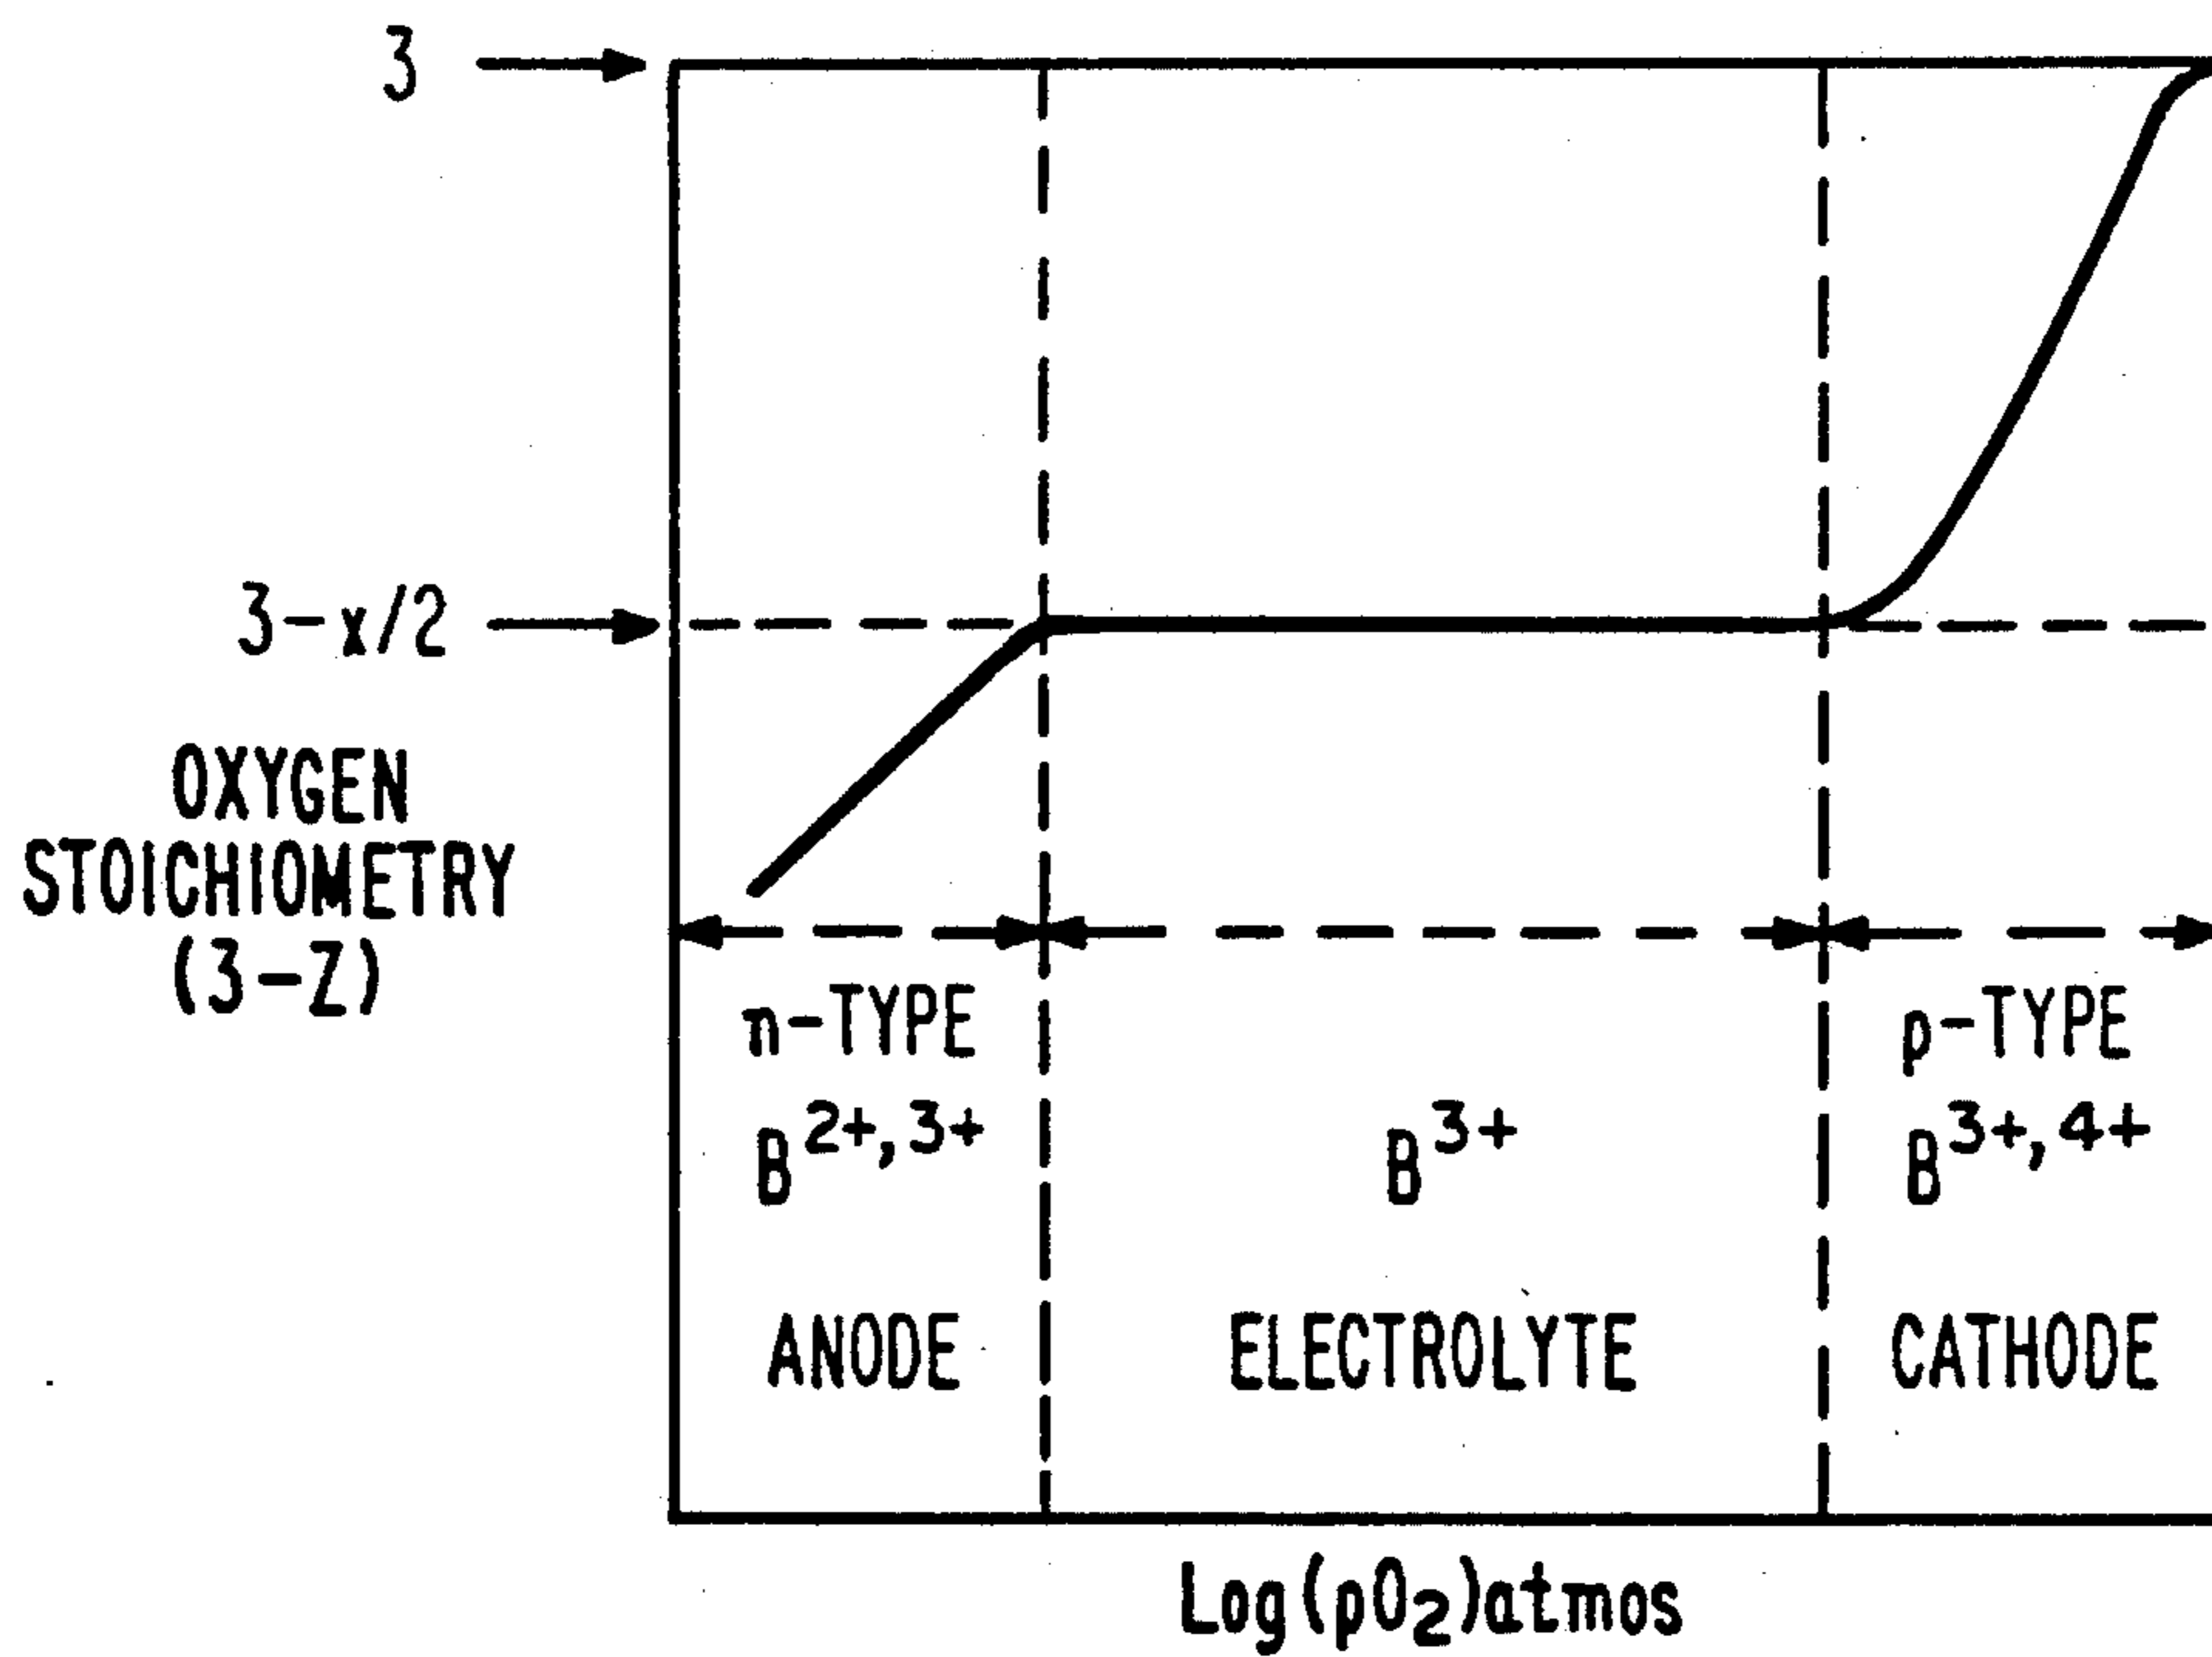 3
3-x/2
OXYGEN
STOICHIOMETRY
(3-Z)
n-TYPE
p-TYPE
B2+,3+
B3+
B3+,4+
ANODE
ELECTROLYTE
CATHODE
Log(pO2)atmos